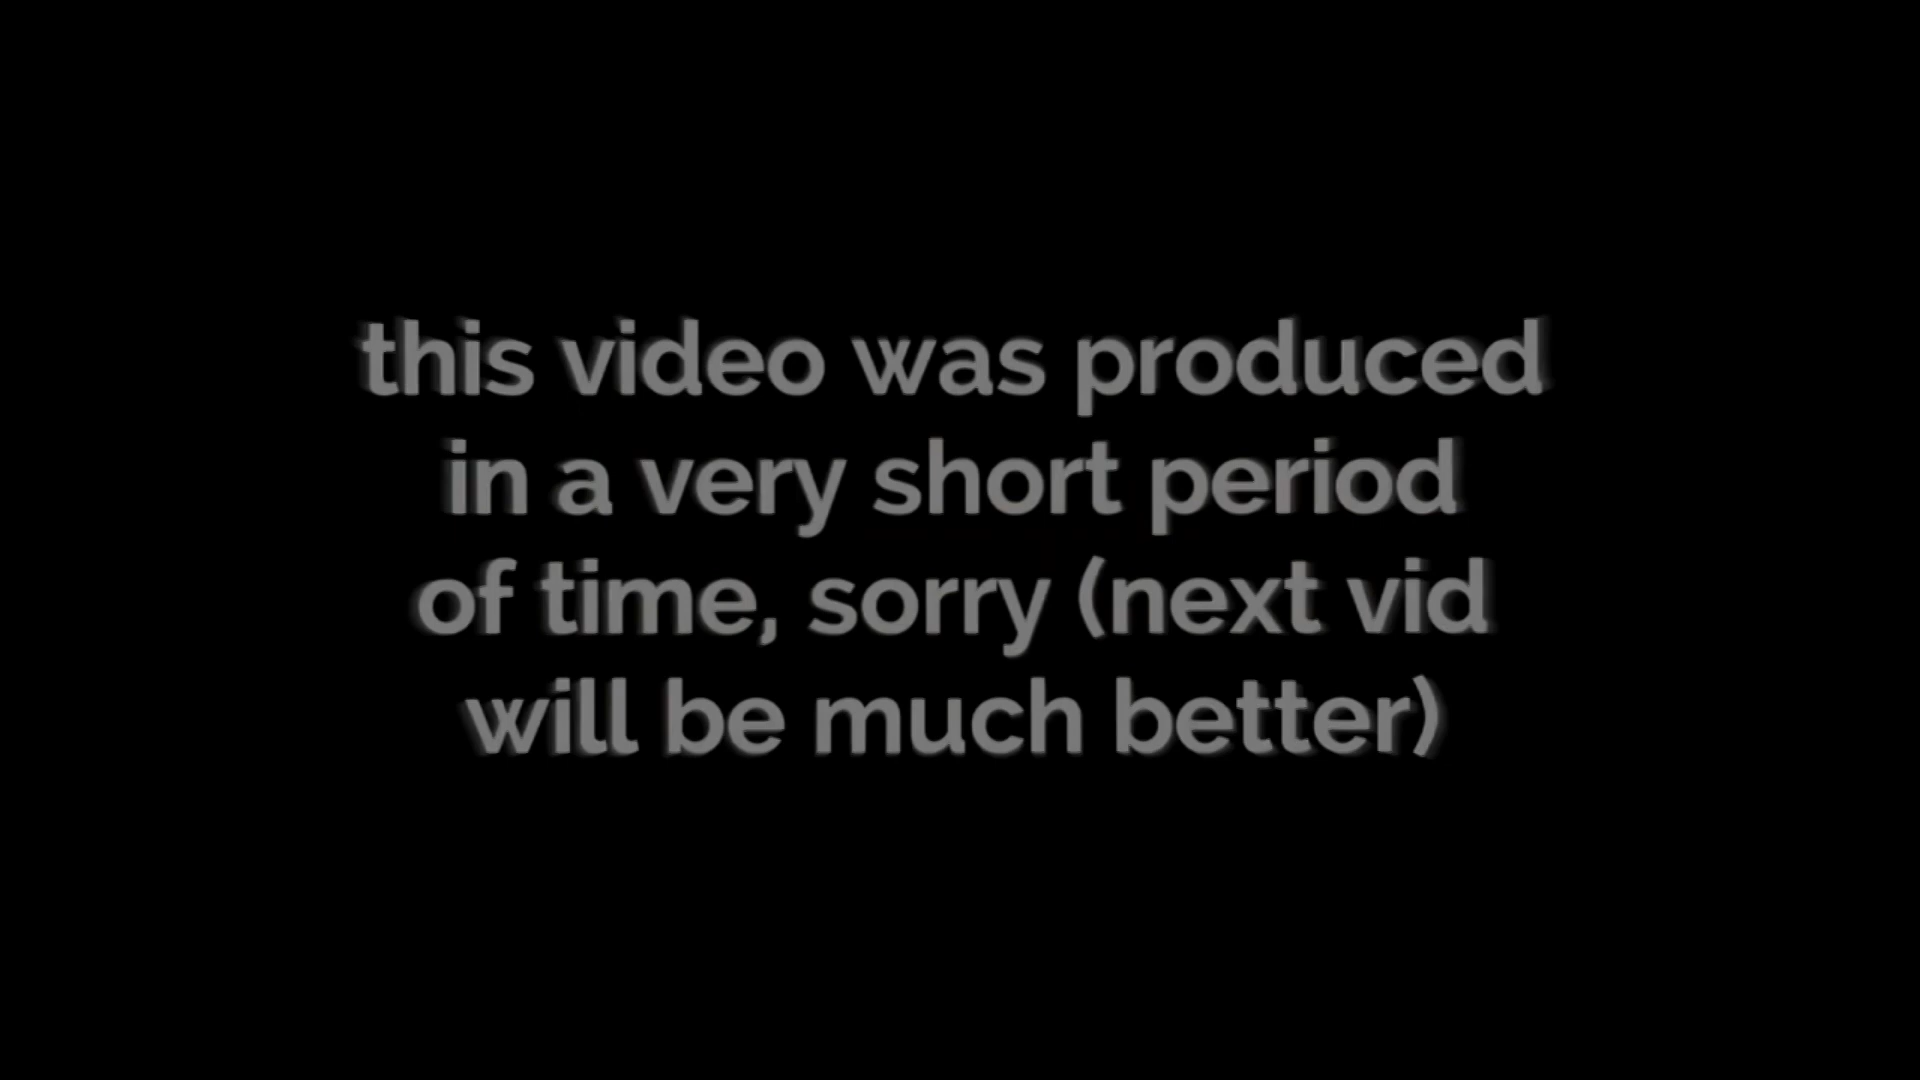 this video was produced
in a very short period
of time, sorry (next vid
will be much better)